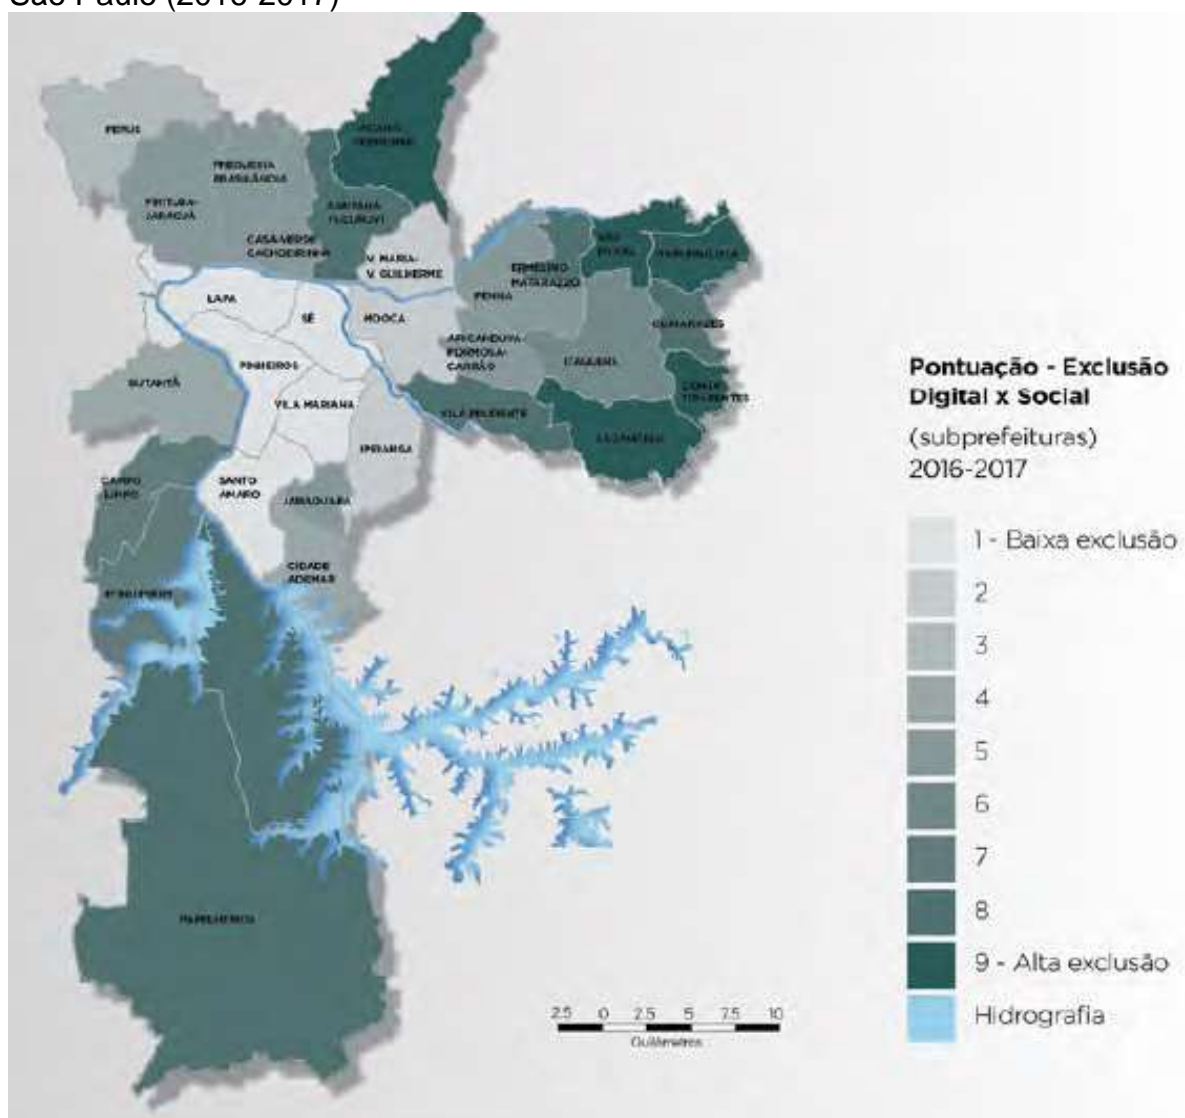 São Paulo (2016-2017)
PERUS
FREGUESIA
BRASILÂNDIA
PIRITUBA-
JARAGUÁ
SANTANA-
TUCURUVI
CASA VERDE
CACHOEIRINHA
V. MARIA-
V. GUILHERME
ERMELINO
MATARAZZO
PENHA
LAPA
SÉ
MOOCA
ARICANDUVA-
FORMOSA-
CARRÃO
ITAQUERA
GUAIANASES
BUTANTÃ
PINHEIROS
VILA MARIANA
VILA PRUDENTE
SÃO MATEUS
IPIRANGA
CAMPO
LIMPO
SANTO
AMARO
JABAQUARA
CIDADE
ADEMAR
PARELHEIROS
Pontuação - Exclusão
Digital x Social
(subprefeituras)
2016-2017
1 - Baixa exclusão
2
3
4
5
6
7
8
9 - Alta exclusão
Hidrografia
2.5 0 2.5 5 7.5 10
Quilômetros